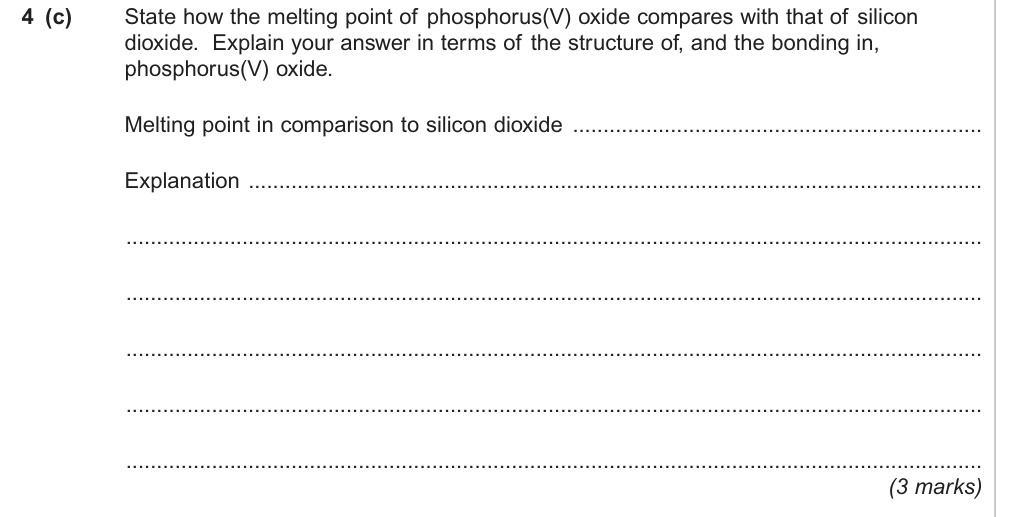 4 (c) State how the melting point of phosphorus(V) oxide compares with that of silicon
dioxide. Explain your answer in terms of the structure of, and the bonding in,
phosphorus(V) oxide.
Melting point in comparison to silicon dioxide ....................................................................
Explanation ..........................................................................................................................
...............................................................................................................................................
...............................................................................................................................................
...............................................................................................................................................
...............................................................................................................................................
...............................................................................................................................................
(3 marks)